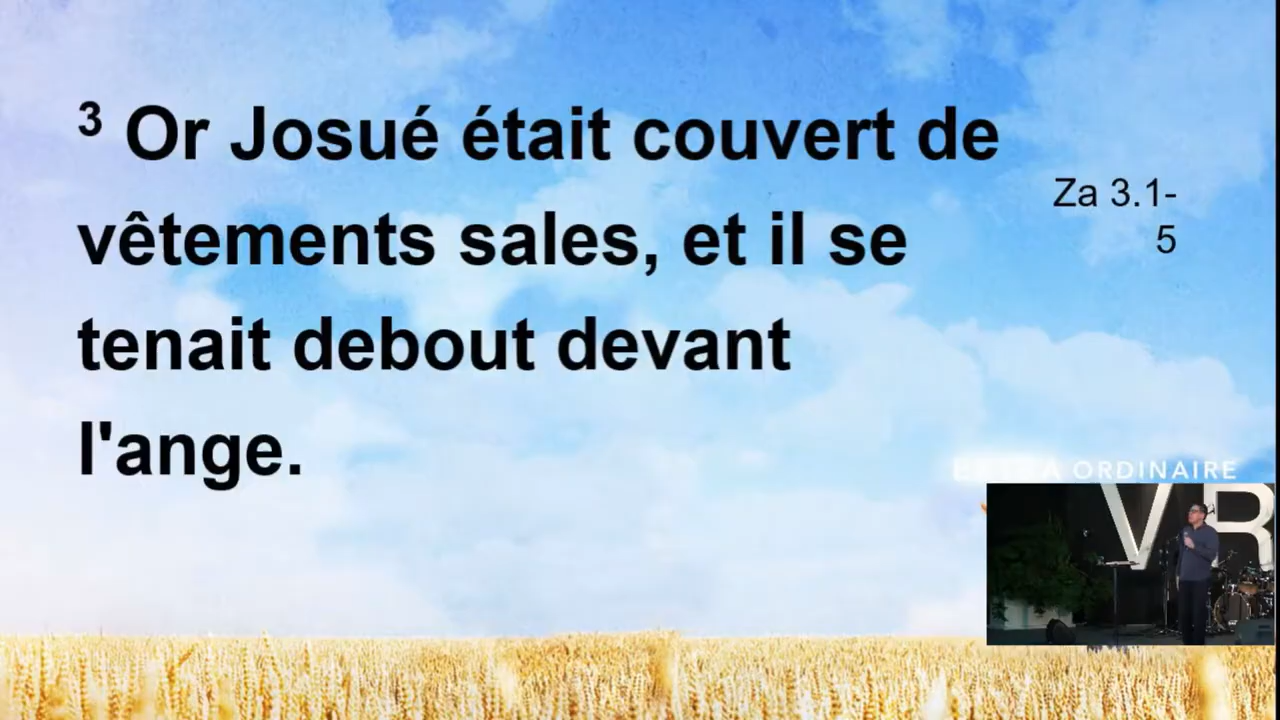 ³ Or Josué était couvert de
vêtements sales, et il se
tenait debout devant
l'ange.
Za 3.1-
5
ORDINAIRE
VR